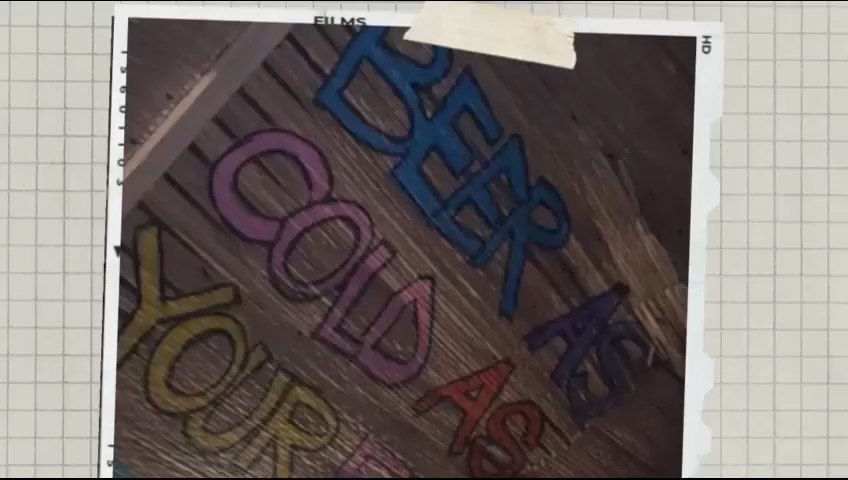 FILMS
HD
BEER AS
COLD AS
YOUR